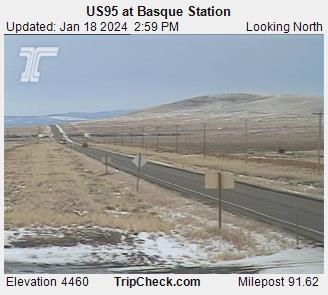 US95 at Basque Station
Updated: Jan 18 2024 2:59 PM Looking North
Elevation 4460 TripCheck.com Milepost 91.62